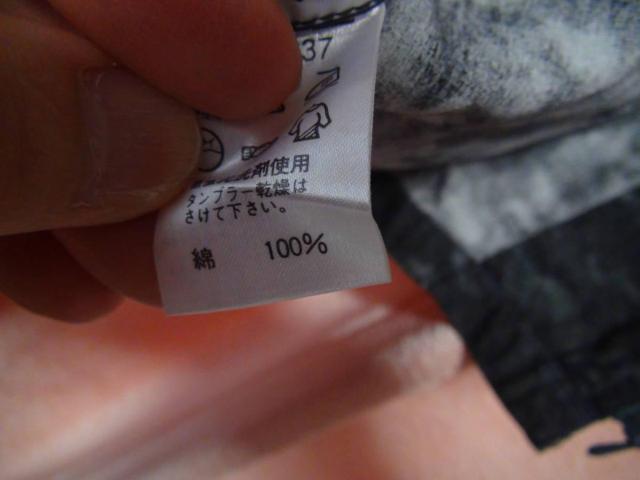 37
剤使用
タンブラー乾燥は
さけて下さい。
綿 100%